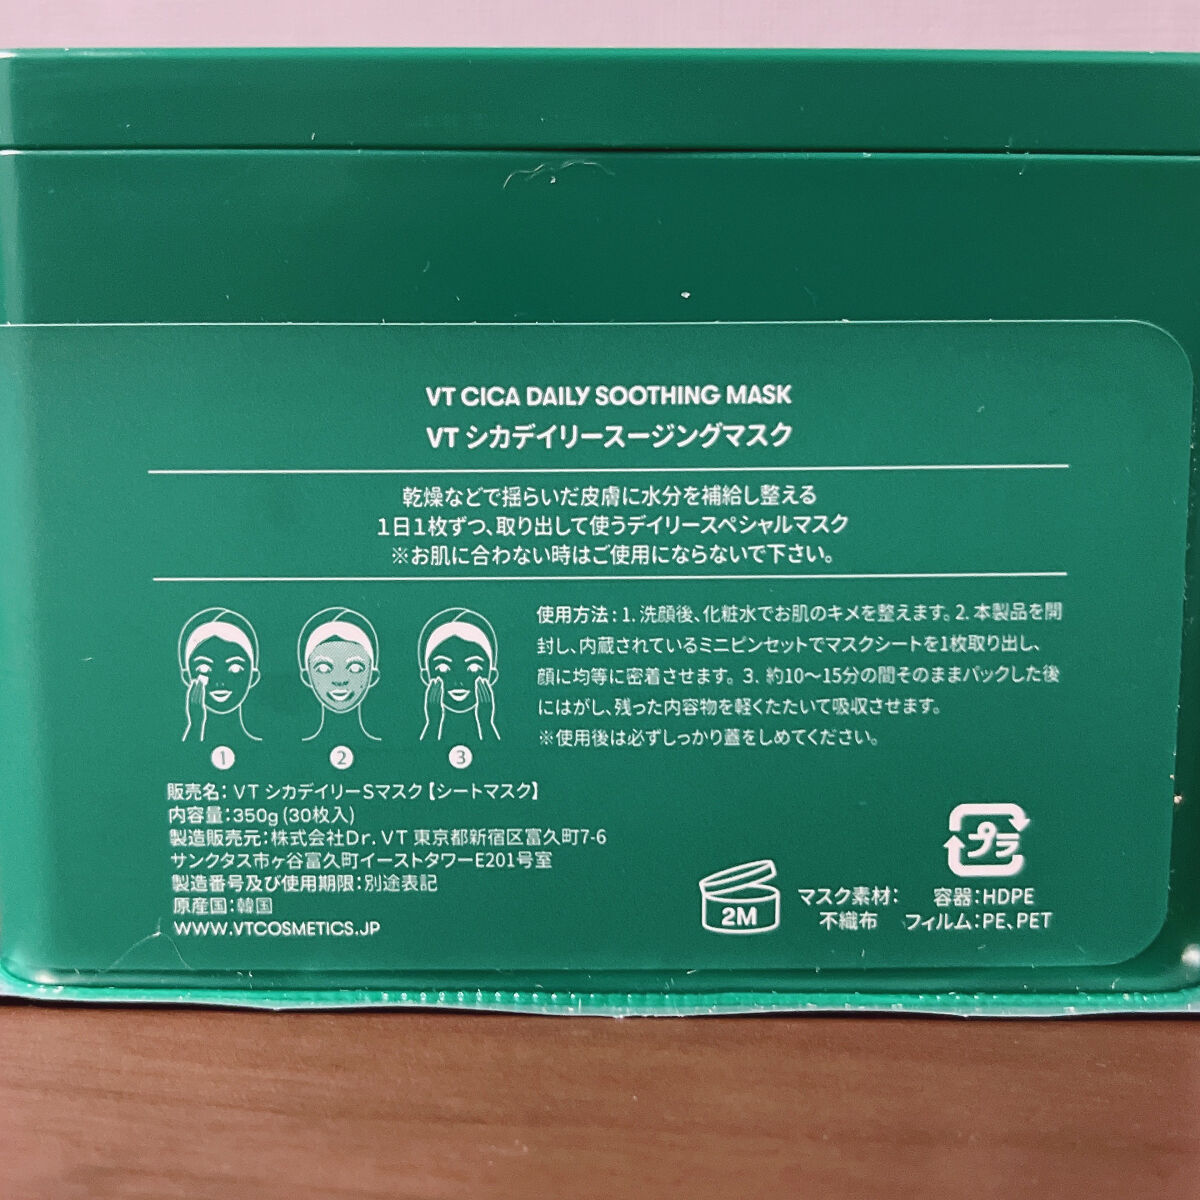 VT CICA DAILY SOOTHING MASK
VT シカデイリースージングマスク
乾燥などで揺らいだ皮膚に水分を補給し整える
1日1枚ずつ、取り出して使うデイリースペシャルマスク
※お肌に合わない時はご使用にならないで下さい。
使用方法：1. 洗顔後、化粧水でお肌のキメを整えます。2. 本製品を開
封し、内蔵されているミニピンセットでマスクシートを1枚取り出し、
顔に均等に密着させます。3. 約10～15分の間そのままパックした後
にはがし、残った内容物を軽くたたいて吸収させます。
※使用後は必ずしっかり蓋をしめてください。
1 2 3
販売名：VT シカデイリーSマスク【シートマスク】
内容量：350g (30枚入)
製造販売元：株式会社Dr. VT 東京都新宿区富久町7-6
サンクタス市ヶ谷富久町イーストタワーE201号室
製造番号及び使用期限：別途表記
原産国：韓国
WWW.VTCOSMETICS.JP
2M
プラ
マスク素材：
不織布
容器：HDPE
フィルム：PE、PET